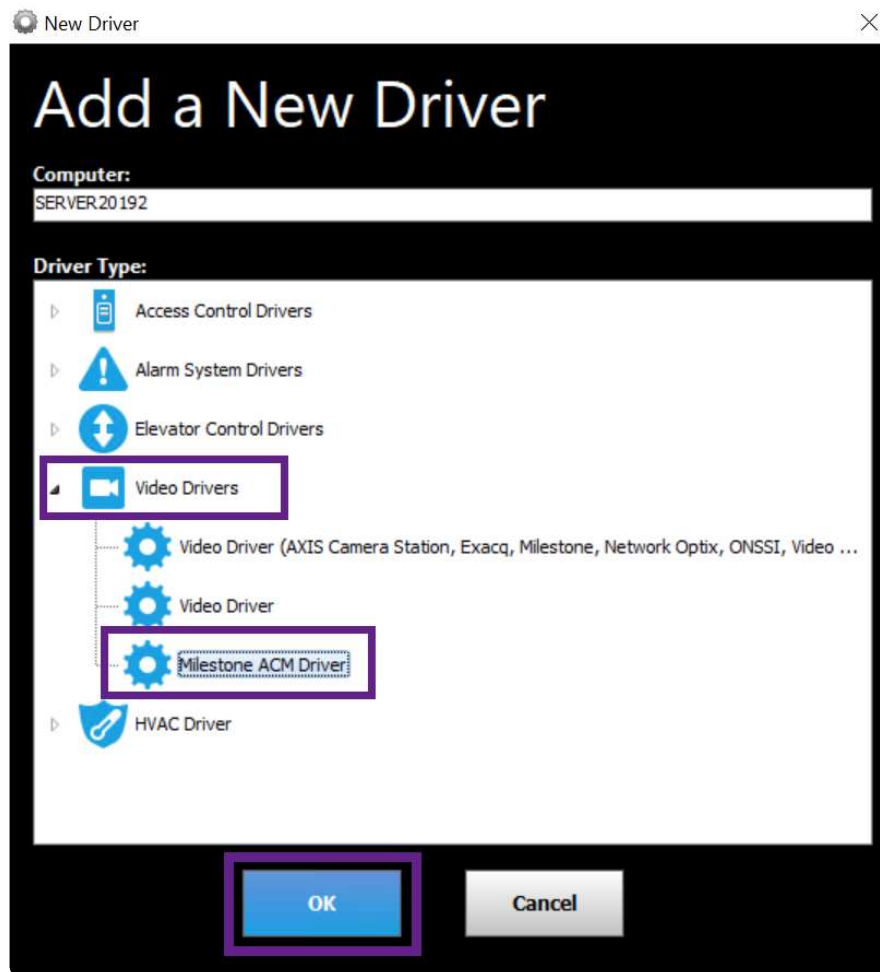 New Driver
Add a New Driver
Computer:
SERVER20192
Driver Type:
Access Control Drivers
Alarm System Drivers
Elevator Control Drivers
Video Drivers
Video Driver (AXIS Camera Station, Exacq, Milestone, Network Optix, ONSSI, Video ...
Video Driver
Milestone ACM Driver
HVAC Driver
OK Cancel